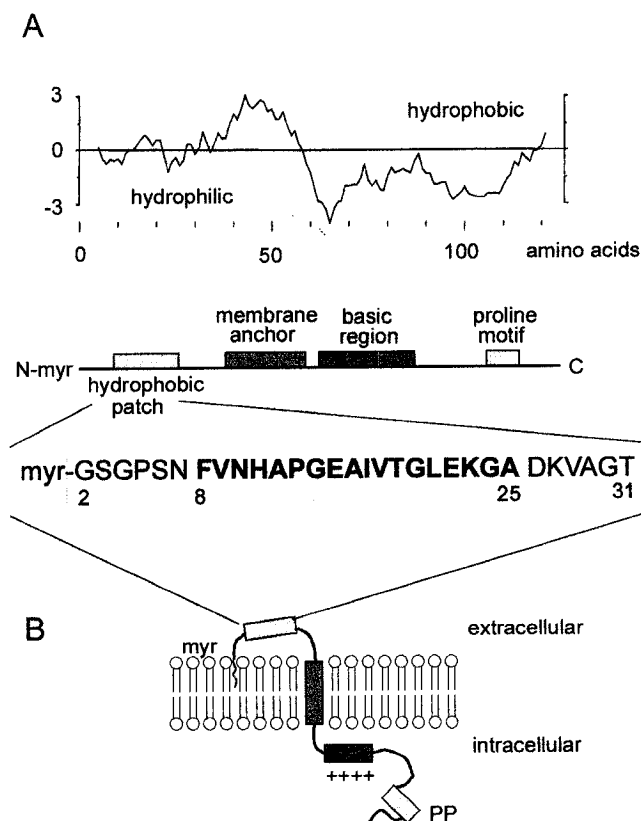 A
3
hydrophobic
0
hydrophilic
-3
0 50 100 amino acids
membrane anchor
basic region
proline motif
N-myr
C
hydrophobic patch
myr-GSGPSN FVNHAPGEAIVTGLEKGA DKVAGT
2 8 25 31
B
extracellular
myr
intracellular
++++
PP